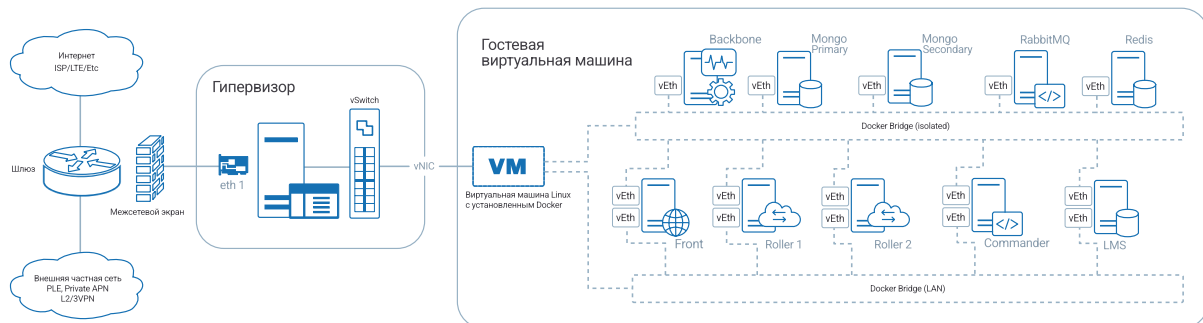 Интернет
ISP/LTE/Etc
Шлюз
Межсетевой экран
Внешняя частная сеть
PLE, Private APN
L2/3VPN
Гипервизор
eth 1
vSwitch
vNIC
Гостевая
виртуальная машина
VM
Виртуальная машина Linux
с установленным Docker
Backbone
vEth
Mongo
Primary
vEth
Mongo
Secondary
vEth
RabbitMQ
vEth
Redis
vEth
Docker Bridge (isolated)
vEth
vEth
Front
vEth
vEth
Roller 1
vEth
vEth
Roller 2
vEth
vEth
Commander
vEth
vEth
LMS
Docker Bridge (LAN)